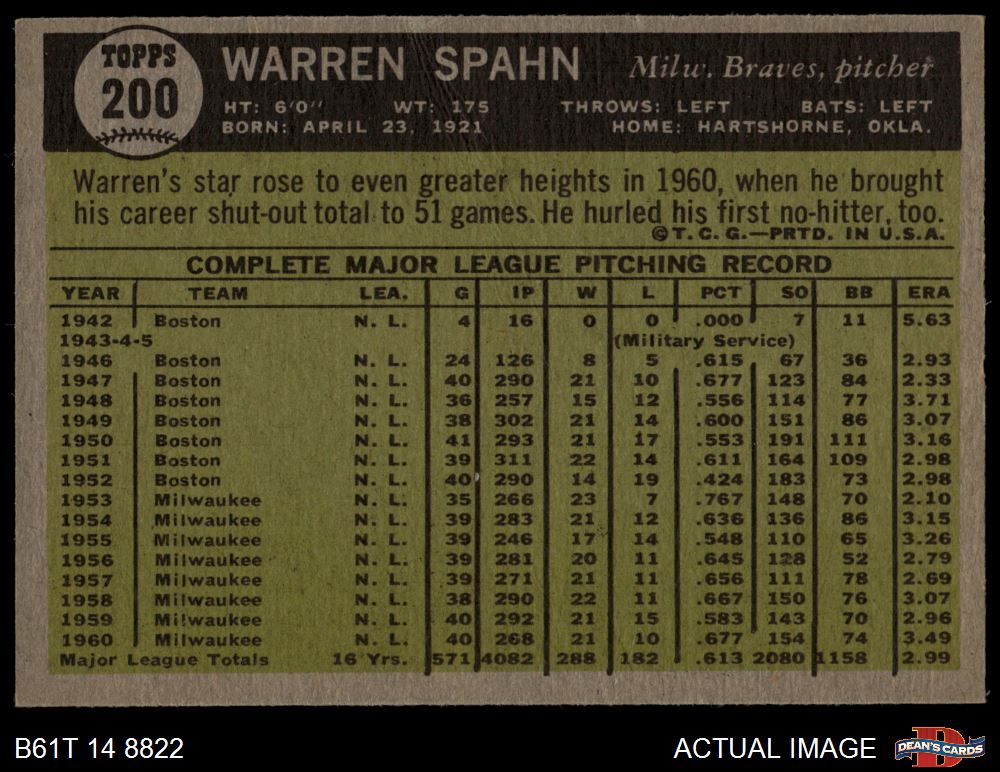 TOPPS
200
WARREN SPAHN Milw. Braves, pitcher
HT: 6'0" WT: 175 THROWS: LEFT BATS: LEFT
BORN: APRIL 23, 1921 HOME: HARTSHORNE, OKLA.
Warren's star rose to even greater heights in 1960, when he brought
his career shut-out total to 51 games. He hurled his first no-hitter, too.
©T. C. G.—PRTD. IN U.S.A.
COMPLETE MAJOR LEAGUE PITCHING RECORD
YEAR TEAM LEA. G IP W L PCT SO BB ERA
1942 Boston N. L. 4 16 0 0 .000 7 11 5.63
1943-4-5 (Military Service)
1946 Boston N. L. 24 126 8 5 .615 67 36 2.93
1947 Boston N. L. 40 290 21 10 .677 123 84 2.33
1948 Boston N. L. 36 257 15 12 .556 114 77 3.71
1949 Boston N. L. 38 302 21 14 .600 151 86 3.07
1950 Boston N. L. 41 293 21 17 .553 191 111 3.16
1951 Boston N. L. 39 311 22 14 .611 164 109 2.98
1952 Boston N. L. 40 290 14 19 .424 183 73 2.98
1953 Milwaukee N. L. 35 266 23 7 .767 148 70 2.10
1954 Milwaukee N. L. 39 283 21 12 .636 136 86 3.15
1955 Milwaukee N. L. 39 246 17 14 .548 110 65 3.26
1956 Milwaukee N. L. 39 281 20 11 .645 128 52 2.79
1957 Milwaukee N. L. 39 271 21 11 .656 111 78 2.69
1958 Milwaukee N. L. 38 290 22 11 .667 150 76 3.07
1959 Milwaukee N. L. 40 292 21 15 .583 143 70 2.96
1960 Milwaukee N. L. 40 268 21 10 .677 154 74 3.49
Major League Totals 16 Yrs. 571 4082 288 182 .613 2080 1158 2.99
B61T 14 8822 ACTUAL IMAGE DEAN'S CARDS